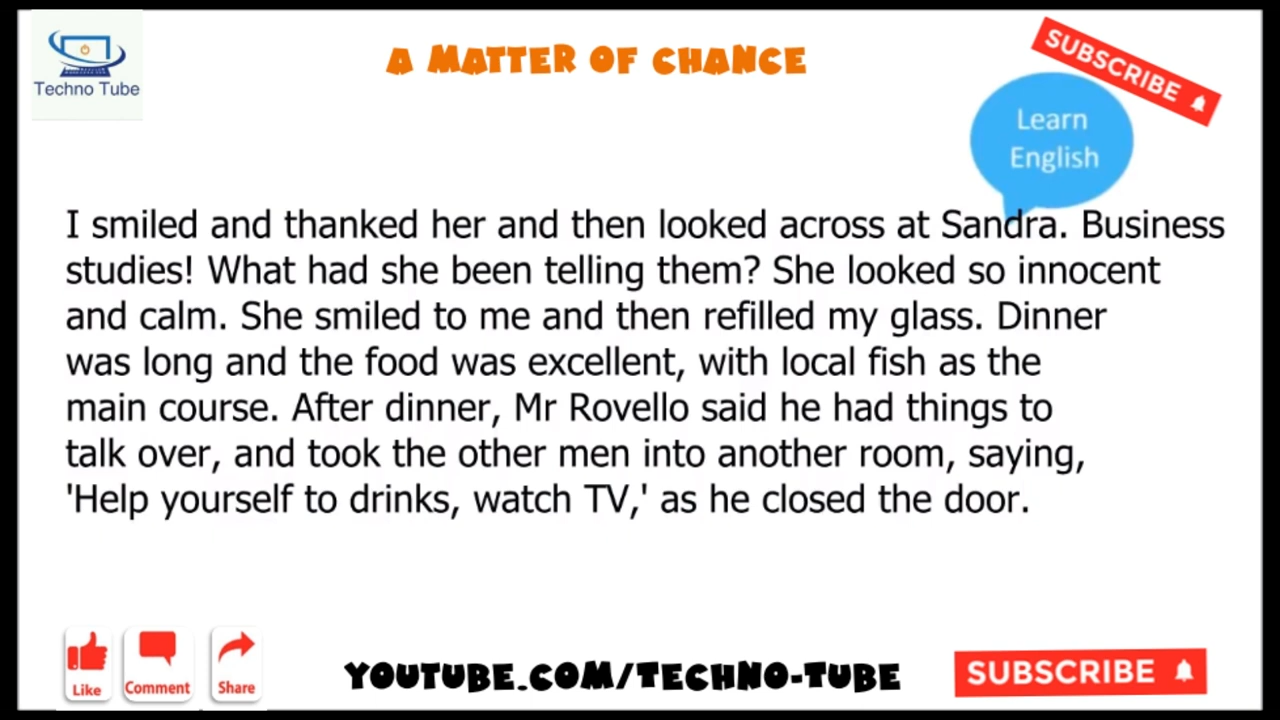 Techno Tube
A MATTER OF CHANCE
SUBSCRIBE
Learn
English
I smiled and thanked her and then looked across at Sandra. Business
studies! What had she been telling them? She looked so innocent
and calm. She smiled to me and then refilled my glass. Dinner
was long and the food was excellent, with local fish as the
main course. After dinner, Mr Rovello said he had things to
talk over, and took the other men into another room, saying,
'Help yourself to drinks, watch TV,' as he closed the door.
Like
Comment
Share
YOUTUBE.COM/TECHNO-TUBE
SUBSCRIBE